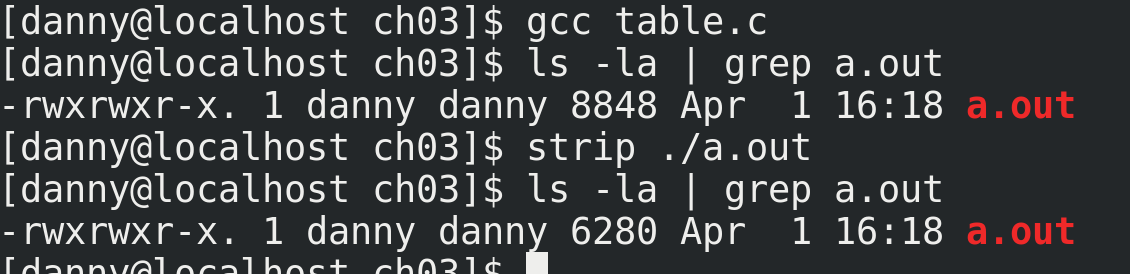 [danny@localhost ch03]$ gcc table.c
[danny@localhost ch03]$ ls -la | grep a.out
-rwxrwxr-x. 1 danny danny 8848 Apr  1 16:18 a.out
[danny@localhost ch03]$ strip ./a.out
[danny@localhost ch03]$ ls -la | grep a.out
-rwxrwxr-x. 1 danny danny 6280 Apr  1 16:18 a.out
[danny@localhost ch03]$